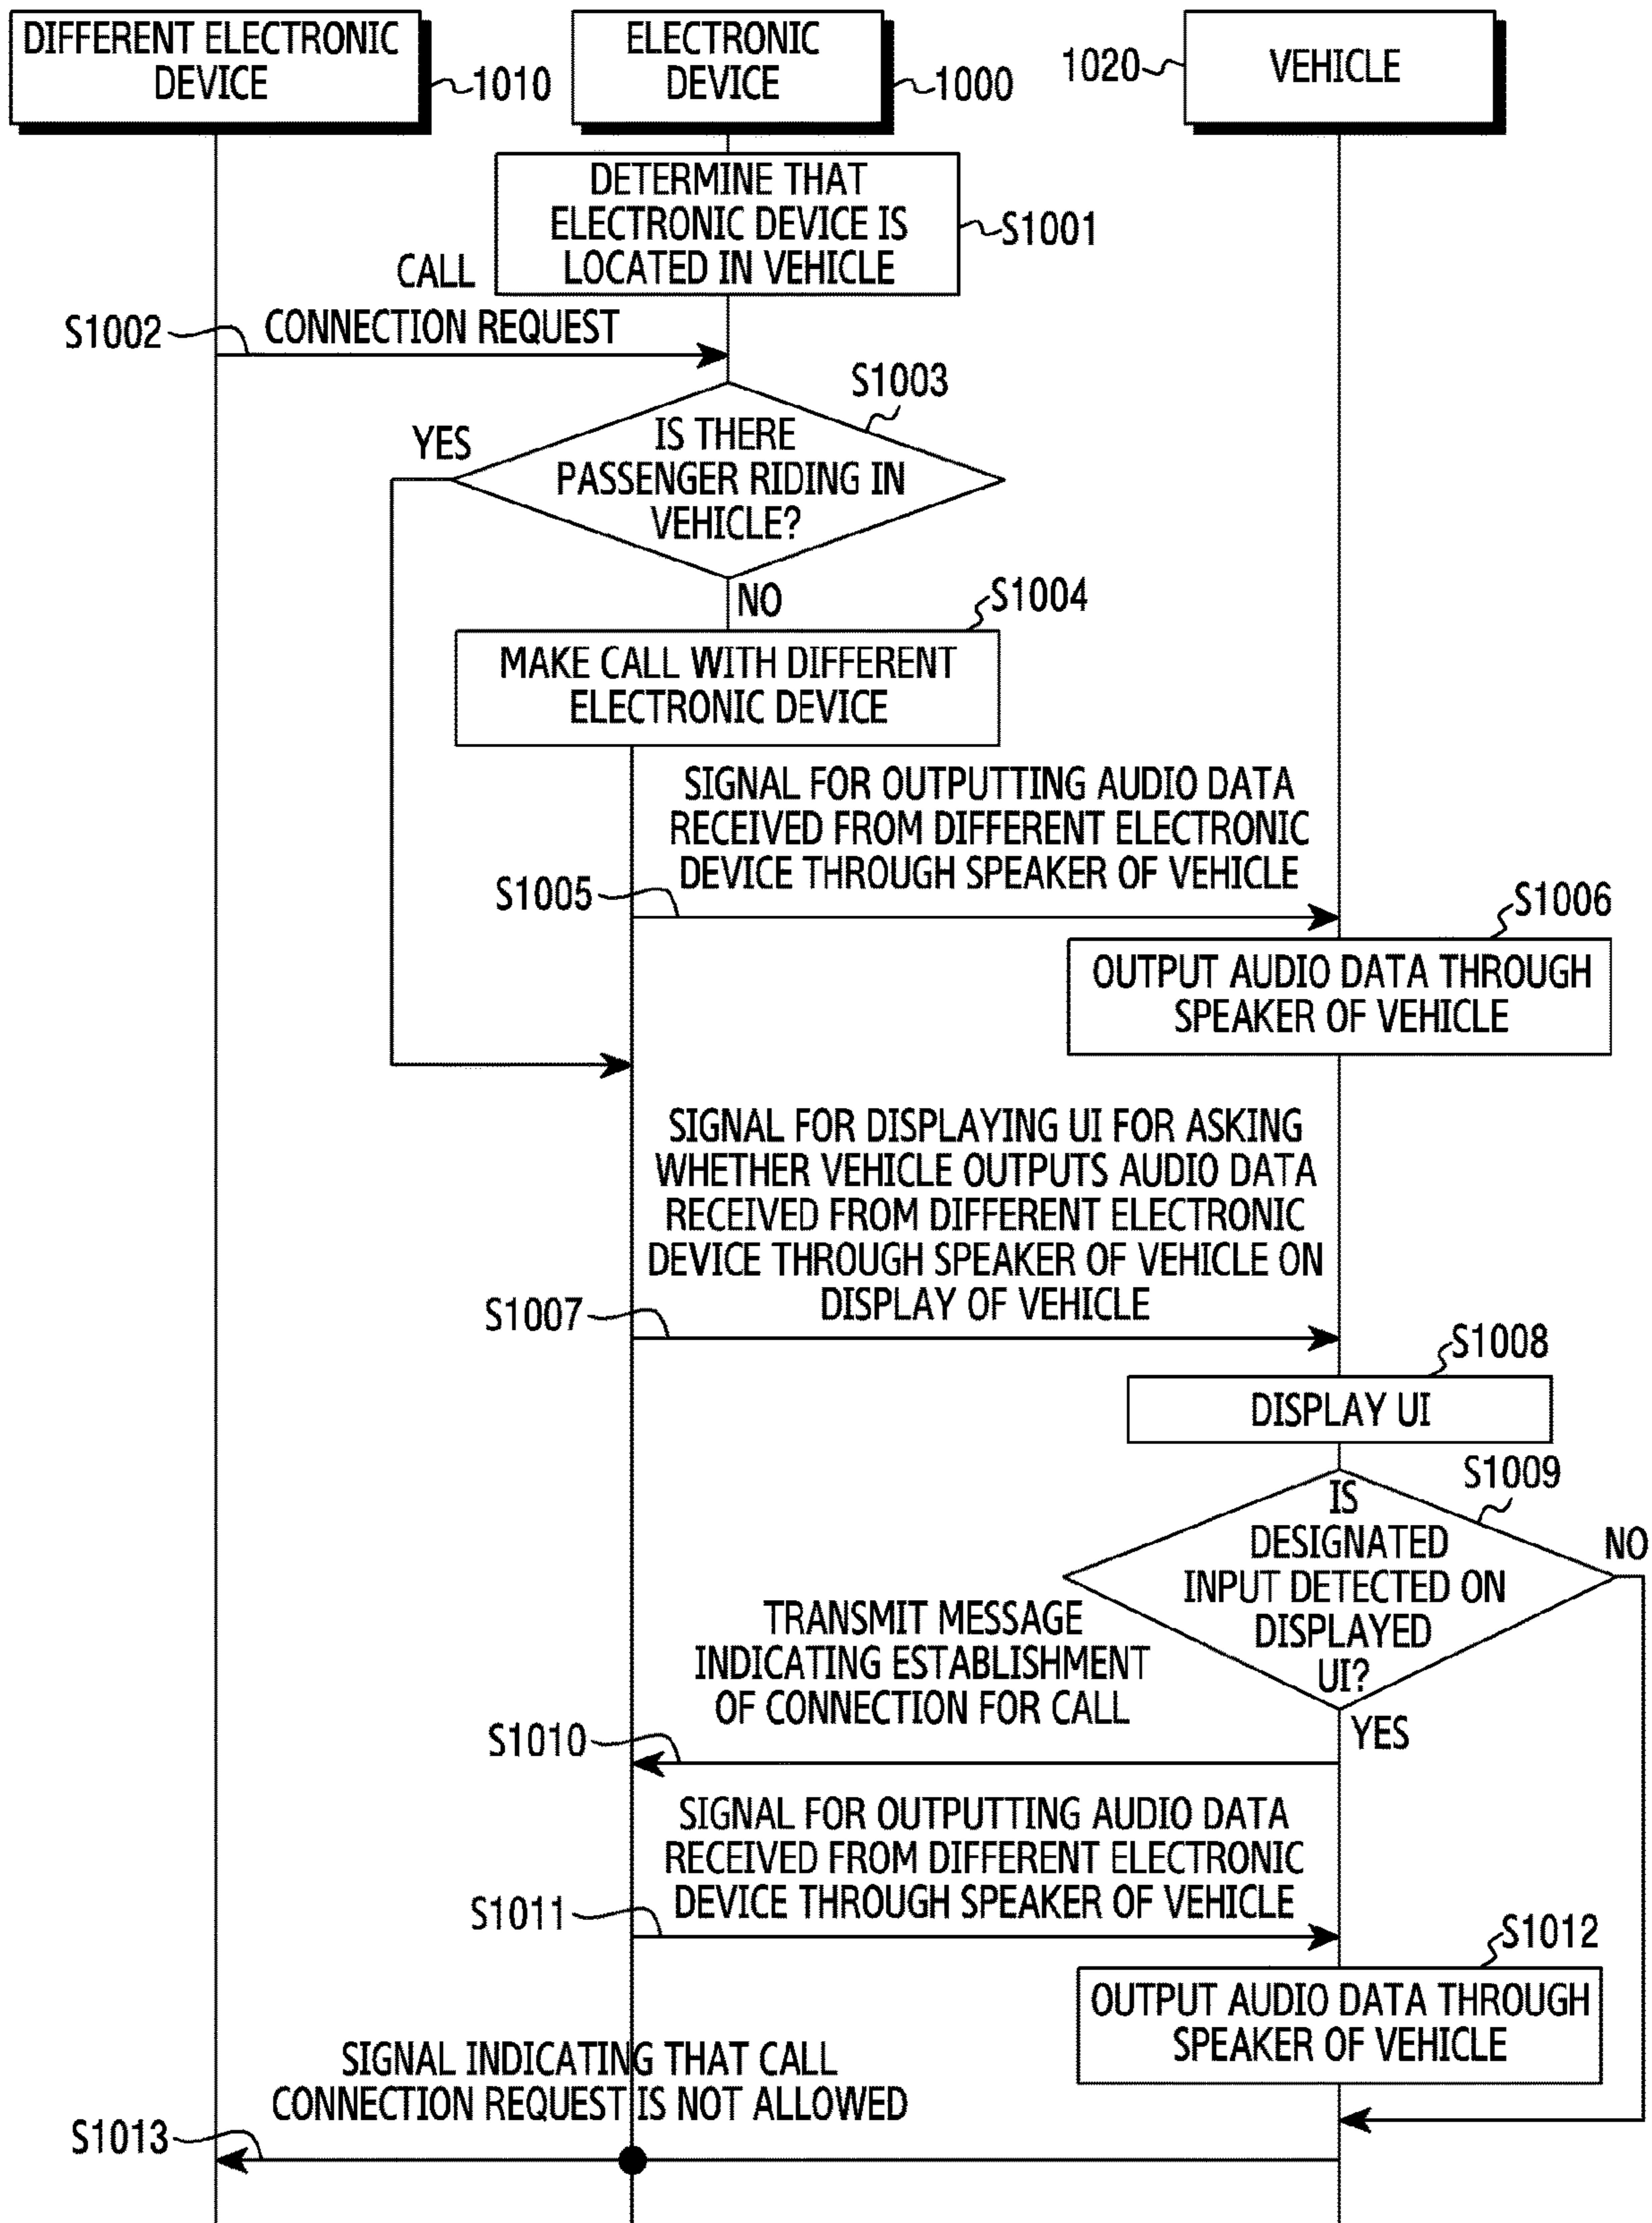 DIFFERENT ELECTRONIC
DEVICE
1010
ELECTRONIC
DEVICE
1000
1020
VEHICLE
DETERMINE THAT
ELECTRONIC DEVICE IS
LOCATED IN VEHICLE
S1001
CALL
CONNECTION REQUEST
S1002
S1003
IS THERE
PASSENGER RIDING IN
VEHICLE?
YES
NO
S1004
MAKE CALL WITH DIFFERENT
ELECTRONIC DEVICE
SIGNAL FOR OUTPUTTING AUDIO DATA
RECEIVED FROM DIFFERENT ELECTRONIC
DEVICE THROUGH SPEAKER OF VEHICLE
S1005
S1006
OUTPUT AUDIO DATA THROUGH
SPEAKER OF VEHICLE
SIGNAL FOR DISPLAYING UI FOR ASKING
WHETHER VEHICLE OUTPUTS AUDIO DATA
RECEIVED FROM DIFFERENT ELECTRONIC
DEVICE THROUGH SPEAKER OF VEHICLE ON
DISPLAY OF VEHICLE
S1007
S1008
DISPLAY UI
S1009
IS
DESIGNATED
INPUT DETECTED ON
DISPLAYED
UI?
NO
YES
TRANSMIT MESSAGE
INDICATING ESTABLISHMENT
OF CONNECTION FOR CALL
S1010
SIGNAL FOR OUTPUTTING AUDIO DATA
RECEIVED FROM DIFFERENT ELECTRONIC
DEVICE THROUGH SPEAKER OF VEHICLE
S1011
S1012
OUTPUT AUDIO DATA THROUGH
SPEAKER OF VEHICLE
SIGNAL INDICATING THAT CALL
CONNECTION REQUEST IS NOT ALLOWED
S1013